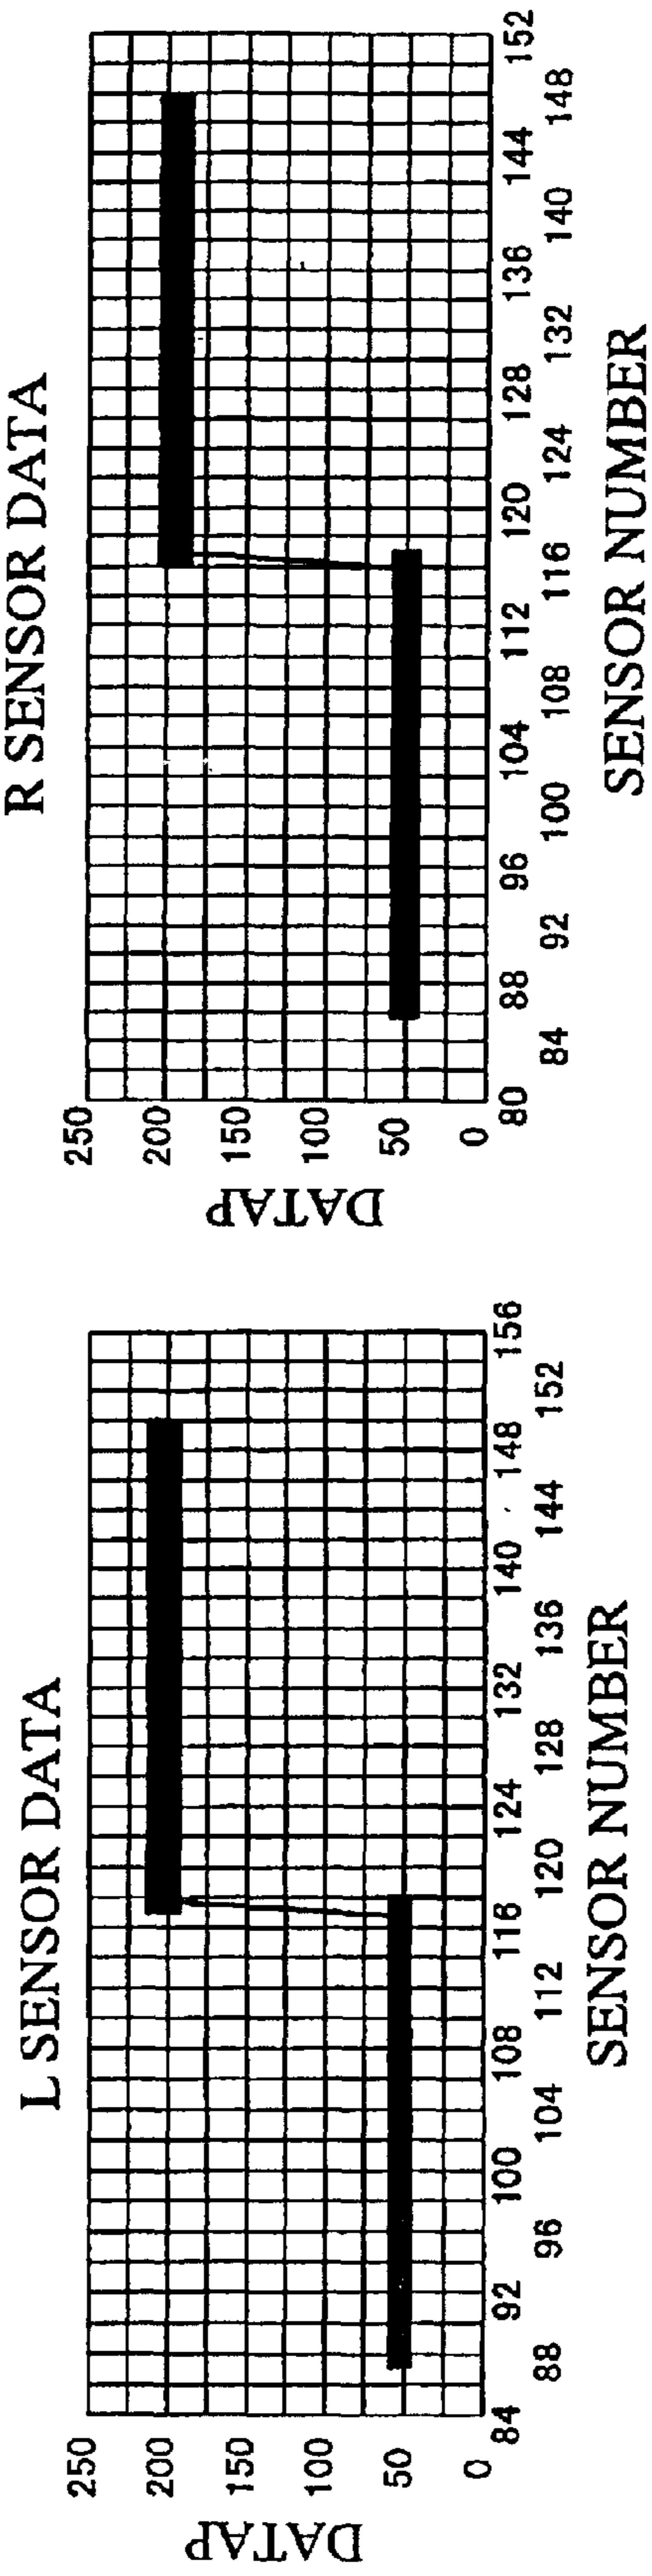 L SENSOR DATA
DATAP
250
200
150
100
50
0
84 92 100 108 116 124 132 140 148 156
88 96 104 112 120 128 136 144 152
SENSOR NUMBER
R SENSOR DATA
DATAP
250
200
150
100
50
0
80 88 96 104 112 120 128 136 144 152
84 92 100 108 116 124 132 140 148
SENSOR NUMBER